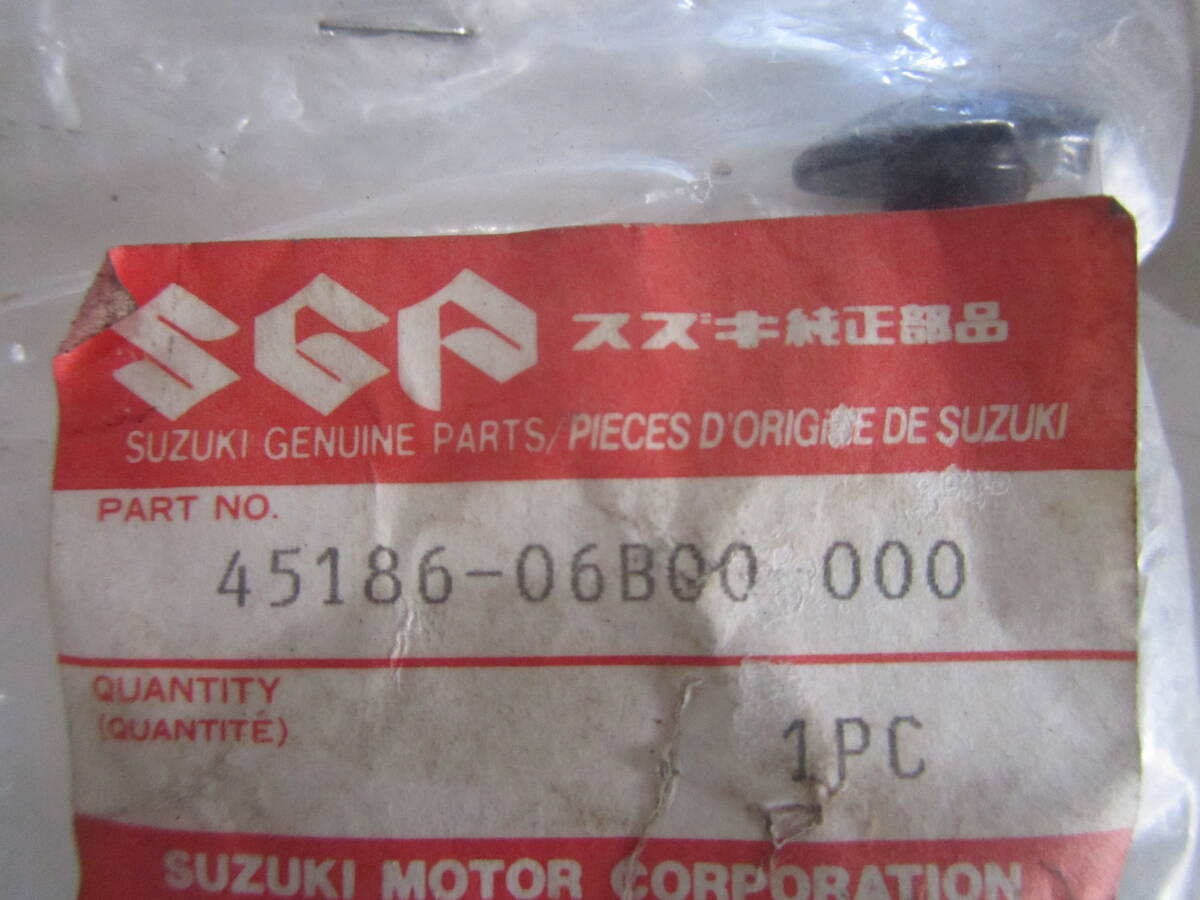 SGP スズキ純正部品
SUZUKI GENUINE PARTS/PIECES D'ORIGINE DE SUZUKI
PART NO.
45186-06B00 000
QUANTITY
(QUANTITÉ)
1PC
SUZUKI MOTOR CORPORATION